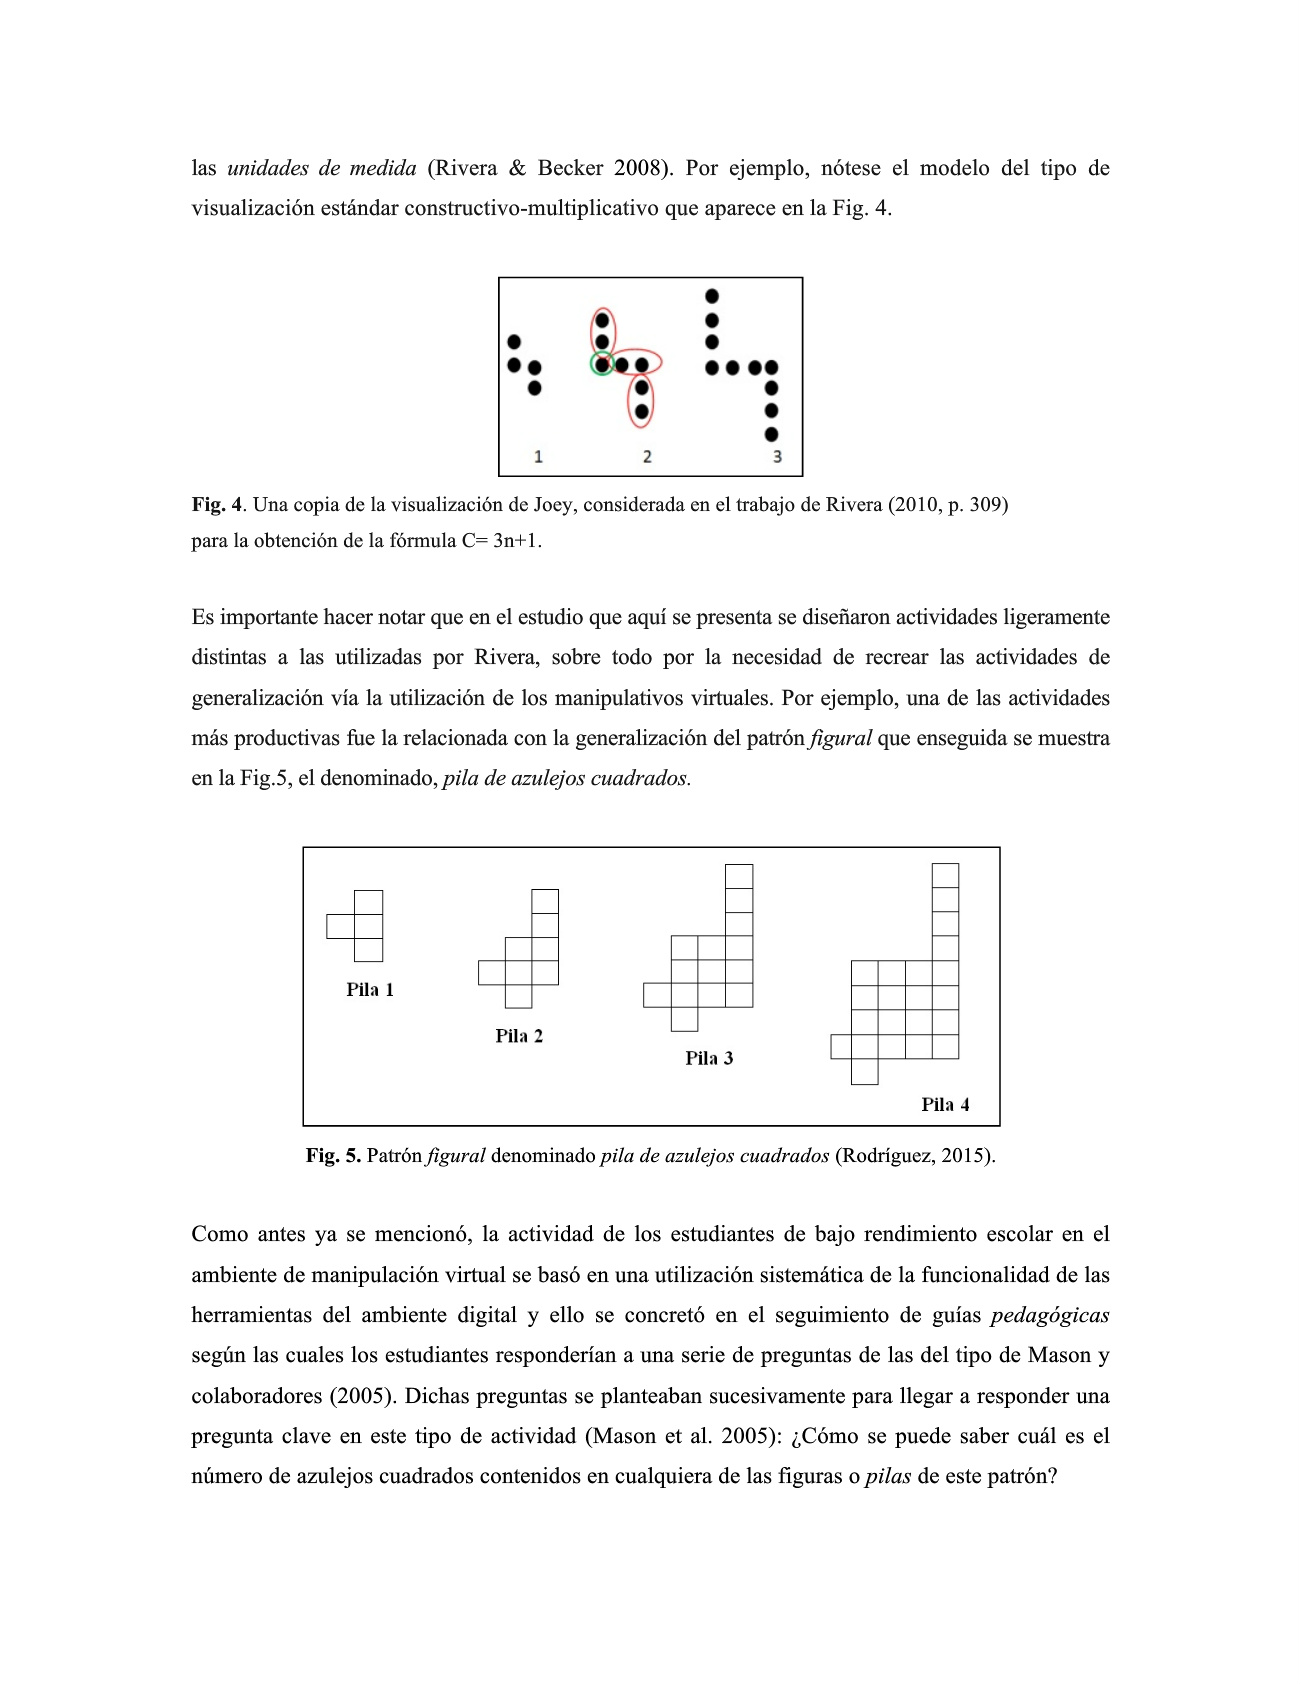 las unidades de medida (Rivera & Becker 2008). Por ejemplo, nótese el modelo del tipo de
visualización estándar constructivo-multiplicativo que aparece en la Fig. 4.
1 2 3
Fig. 4. Una copia de la visualización de Joey, considerada en el trabajo de Rivera (2010, p. 309)
para la obtención de la fórmula C= 3n+1.
Es importante hacer notar que en el estudio que aquí se presenta se diseñaron actividades ligeramente
distintas a las utilizadas por Rivera, sobre todo por la necesidad de recrear las actividades de
generalización vía la utilización de los manipulativos virtuales. Por ejemplo, una de las actividades
más productivas fue la relacionada con la generalización del patrón figural que enseguida se muestra
en la Fig.5, el denominado, pila de azulejos cuadrados.
Pila 1
Pila 2
Pila 3
Pila 4
Fig. 5. Patrón figural denominado pila de azulejos cuadrados (Rodríguez, 2015).
Como antes ya se mencionó, la actividad de los estudiantes de bajo rendimiento escolar en el
ambiente de manipulación virtual se basó en una utilización sistemática de la funcionalidad de las
herramientas del ambiente digital y ello se concretó en el seguimiento de guías pedagógicas
según las cuales los estudiantes responderían a una serie de preguntas de las del tipo de Mason y
colaboradores (2005). Dichas preguntas se planteaban sucesivamente para llegar a responder una
pregunta clave en este tipo de actividad (Mason et al. 2005): ¿Cómo se puede saber cuál es el
número de azulejos cuadrados contenidos en cualquiera de las figuras o pilas de este patrón?